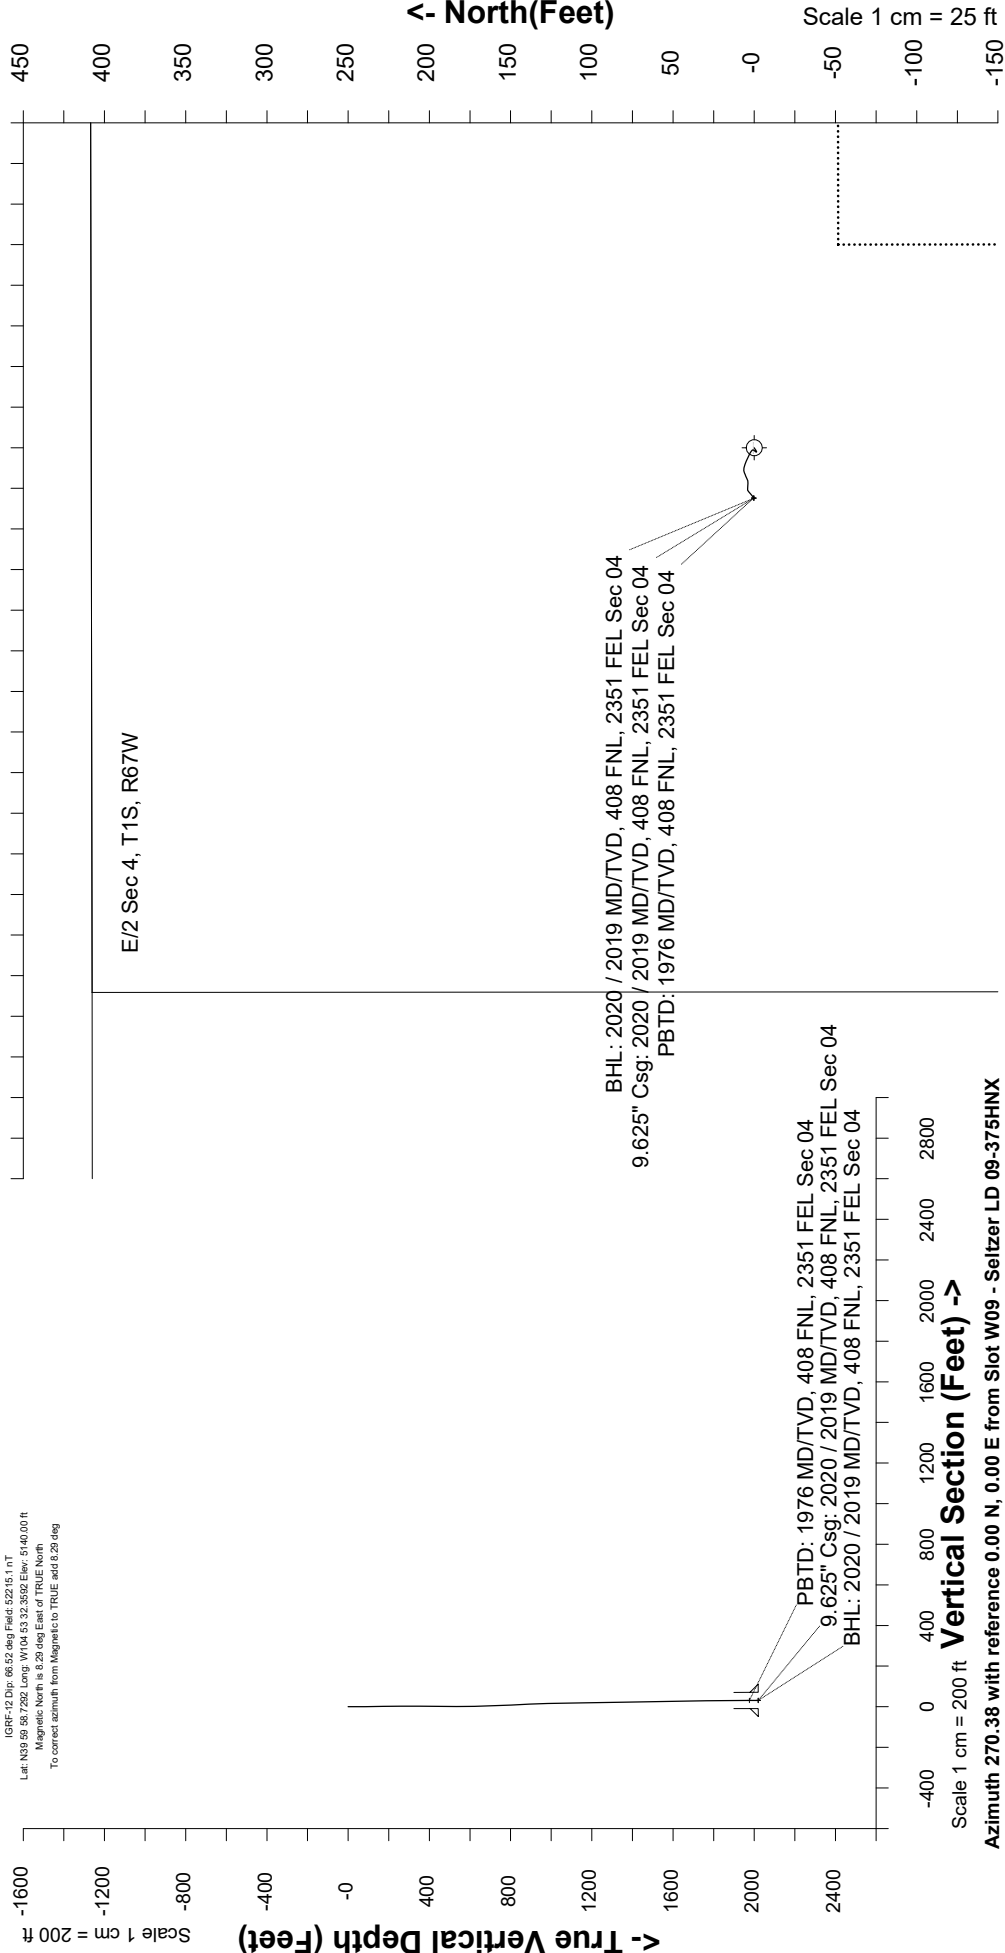 Scale 1 cm = 200 ft
IGRF-12 Dip: 66.52 deg Field: 52215.1 nT
Lat: N39 59 58.7292 Long: W104 53 32.3592 Elev: 5140.00 ft
Magnetic North is 8.29 deg East of TRUE North
To correct azimuth from Magnetic to TRUE add 8.29 deg
<- True Vertical Depth (Feet)
-1600
-1200
-800
-400
-0
400
800
1200
1600
2000
2400
PBTD: 1976 MD/TVD, 408 FNL, 2351 FEL Sec 04
9.625" Csg: 2020 / 2019 MD/TVD, 408 FNL, 2351 FEL Sec 04
BHL: 2020 / 2019 MD/TVD, 408 FNL, 2351 FEL Sec 04
-400
0
400
800
1200
1600
2000
2400
2800
Scale 1 cm = 200 ft
Vertical Section (Feet) ->
Azimuth 270.38 with reference 0.00 N, 0.00 E from Slot W09 - Seltzer LD 09-375HNX
E/2 Sec 4, T1S, R67W
BHL: 2020 / 2019 MD/TVD, 408 FNL, 2351 FEL Sec 04
9.625" Csg: 2020 / 2019 MD/TVD, 408 FNL, 2351 FEL Sec 04
PBTD: 1976 MD/TVD, 408 FNL, 2351 FEL Sec 04
450
400
350
300
250
200
150
100
50
-0
-50
-100
-150
<- North(Feet)
Scale 1 cm = 25 ft